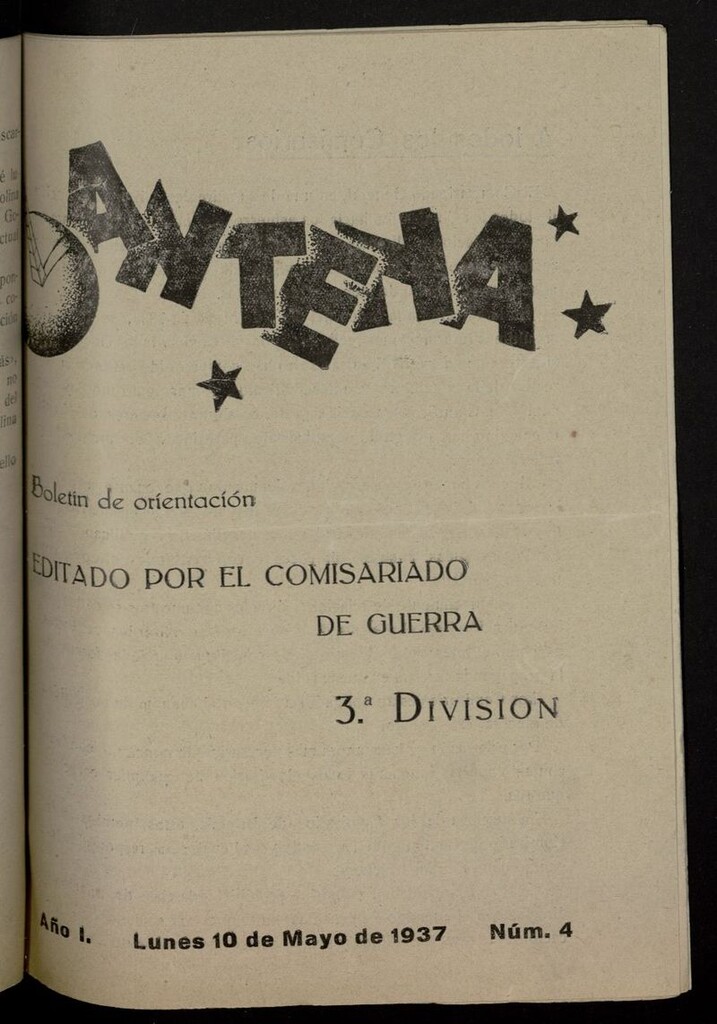 ANTENA
Boletin de orientación
EDITADO POR EL COMISARIADO
DE GUERRA
3.ª DIVISION
Año I. Lunes 10 de Mayo de 1937 Núm. 4